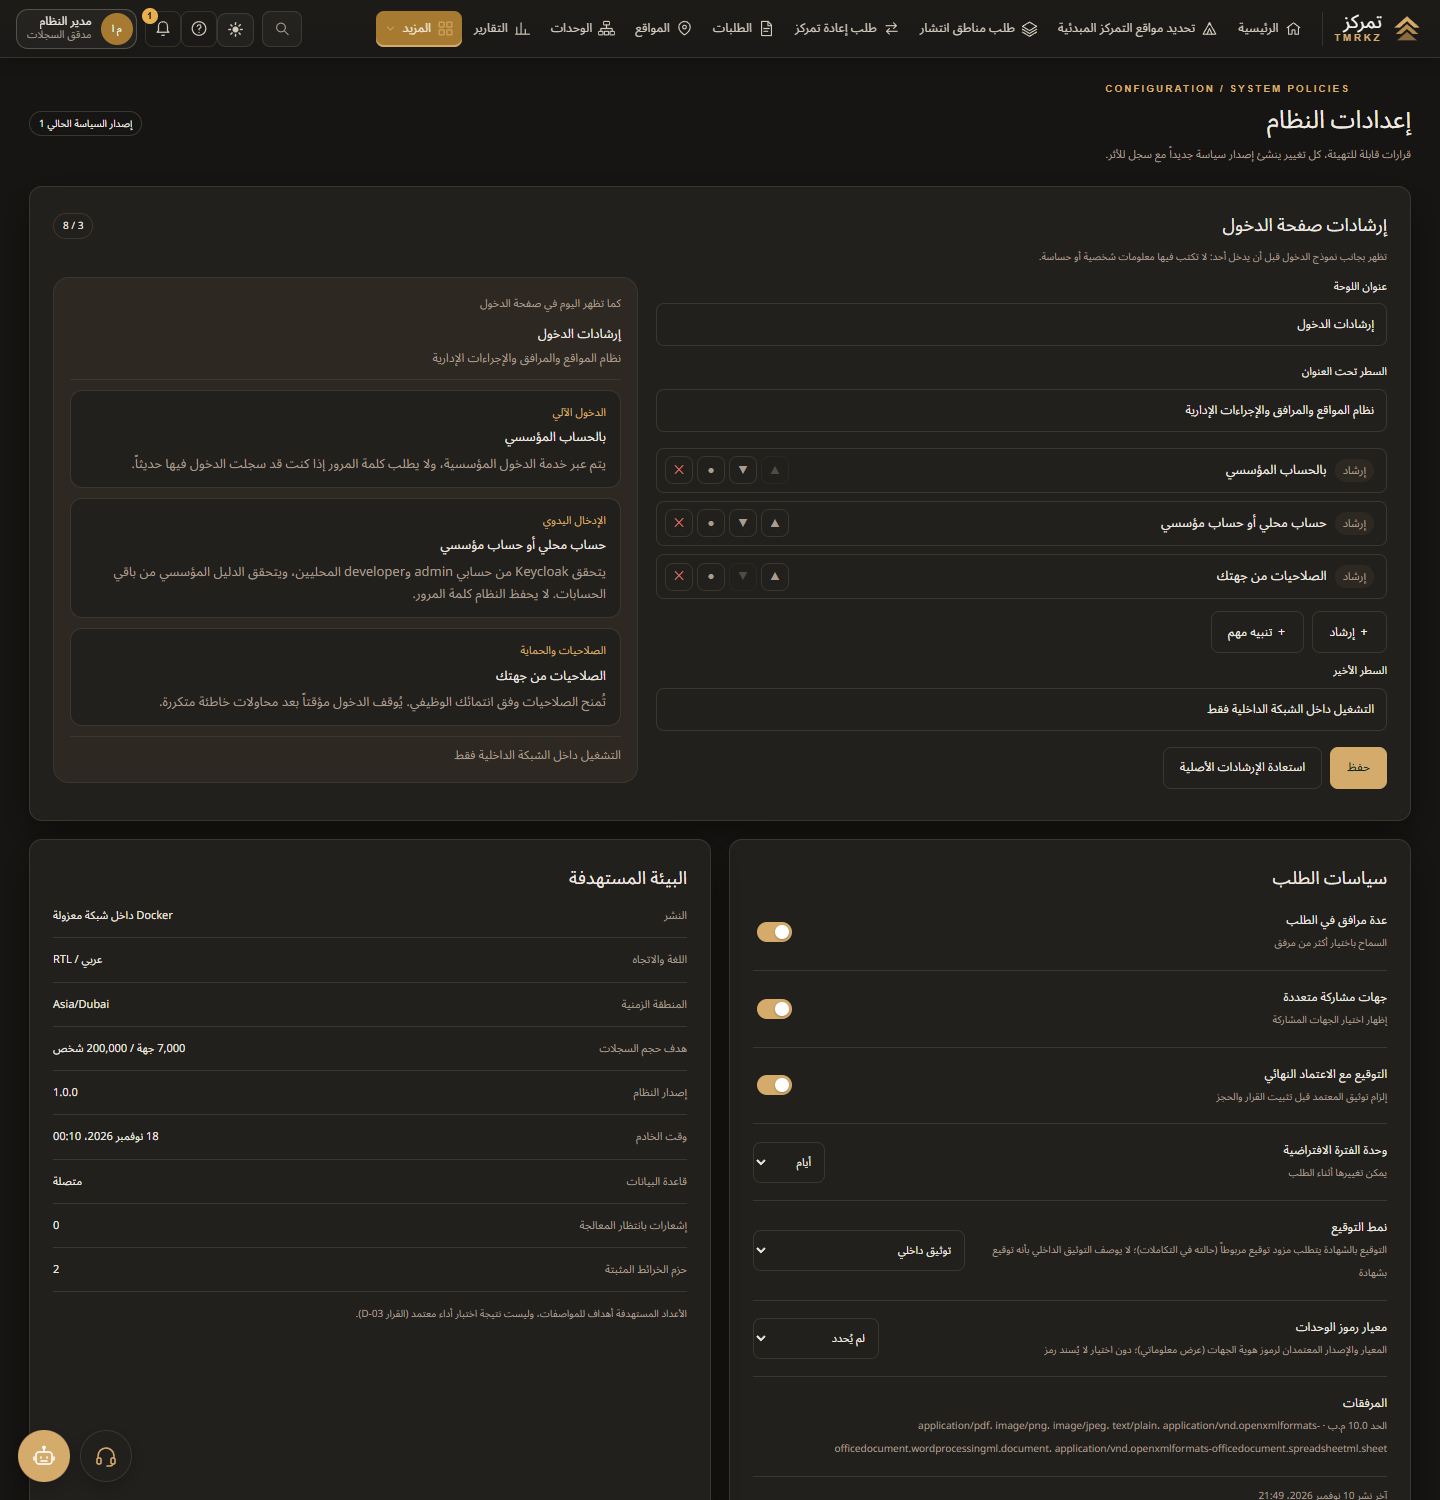 تمركز
TMRKZ
الرئيسية
تحديد مواقع التمركز المبدئية
طلب مناطق انتشار
طلب إعادة تمركز
الطلبات
المواقع
الوحدات
التقارير
المزيد
1
م ا
مدير النظام
مدقق السجلات
CONFIGURATION / SYSTEM POLICIES
إعدادات النظام
قرارات قابلة للتهيئة، كل تغيير ينشئ إصدار سياسة جديداً مع سجل للأثر.
إصدار السياسة الحالي 1
إرشادات صفحة الدخول
8 / 3
تظهر بجانب نموذج الدخول قبل أن يدخل أحد: لا تكتب فيها معلومات شخصية أو حساسة.
عنوان اللوحة
إرشادات الدخول
السطر تحت العنوان
نظام المواقع والمرافق والإجراءات الإدارية
إرشاد
بالحساب المؤسسي
إرشاد
حساب محلي أو حساب مؤسسي
إرشاد
الصلاحيات من جهتك
+ إرشاد
+ تنبيه مهم
السطر الأخير
التشغيل داخل الشبكة الداخلية فقط
حفظ
استعادة الإرشادات الأصلية
كما تظهر اليوم في صفحة الدخول
إرشادات الدخول
نظام المواقع والمرافق والإجراءات الإدارية
الدخول الآلي
بالحساب المؤسسي
يتم عبر خدمة الدخول المؤسسية، ولا يطلب كلمة المرور إذا كنت قد سجلت الدخول فيها حديثاً.
الإدخال اليدوي
حساب محلي أو حساب مؤسسي
يتحقق Keycloak من حسابي admin وdeveloper المحليين، ويتحقق الدليل المؤسسي من باقي
الحسابات. لا يحفظ النظام كلمة المرور.
الصلاحيات والحماية
الصلاحيات من جهتك
تُمنح الصلاحيات وفق انتمائك الوظيفي. يُوقف الدخول مؤقتاً بعد محاولات خاطئة متكررة.
التشغيل داخل الشبكة الداخلية فقط
سياسات الطلب
عدة مرافق في الطلب
السماح باختيار أكثر من مرفق
جهات مشاركة متعددة
إظهار اختيار الجهات المشاركة
التوقيع مع الاعتماد النهائي
إلزام توثيق المعتمد قبل تثبيت القرار والحجز
وحدة الفترة الافتراضية
يمكن تغييرها أثناء الطلب
أيام
نمط التوقيع
التوقيع بالشهادة يتطلب مزود توقيع مربوطاً (حالته في التكاملات)؛ لا يوصف التوثيق الداخلي بأنه توقيع
بشهادة
توثيق داخلي
معيار رموز الوحدات
المعيار والإصدار المعتمدان لرموز هوية الجهات (عرض معلوماتي)؛ دون اختيار لا يُسند رمز
لم يُحدد
المرفقات
الحد 10.0 م.ب · application/pdf، image/png، image/jpeg، text/plain، application/vnd.openxmlformats-
officedocument.wordprocessingml.document، application/vnd.openxmlformats-officedocument.spreadsheetml.sheet
آخر نشر 10 نوفمبر 2026، 21:49
البيئة المستهدفة
النشر
Docker داخل شبكة معزولة
اللغة والاتجاه
عربي / RTL
المنطقة الزمنية
Asia/Dubai
هدف حجم السجلات
7,000 جهة / 200,000 شخص
إصدار النظام
1.0.0
وقت الخادم
18 نوفمبر 2026، 00:10
قاعدة البيانات
متصلة
إشعارات بانتظار المعالجة
0
حزم الخرائط المثبتة
2
الأعداد المستهدفة أهداف للمواصفات، وليست نتيجة اختبار أداء معتمد (القرار D-03).